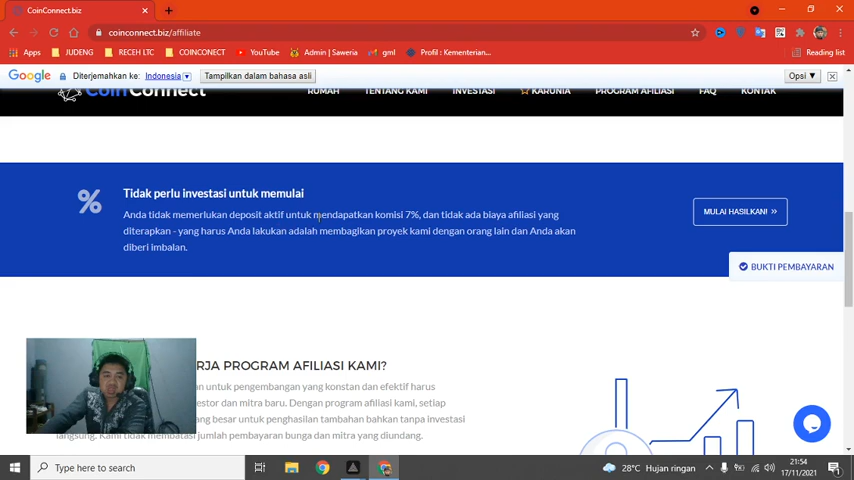 CoinConnect.biz
coinconnect.biz/affiliate
Apps JUDENG RECEH LTC COINCONECT YouTube Admin | Saweria gml Profil : Kementerian... Reading list
Google Diterjemahkan ke: Indonesia Tampilkan dalam bahasa asli Opsi ▼
CoinConnect RUMAH TENTANG KAMI INVESTASI KARUNIA PROGRAM AFILIASI FAQ KONTAK
%
Tidak perlu investasi untuk memulai
Anda tidak memerlukan deposit aktif untuk mendapatkan komisi 7%, dan tidak ada biaya afiliasi yang
diterapkan - yang harus Anda lakukan adalah membagikan proyek kami dengan orang lain dan Anda akan
diberi imbalan.
MULAI HASILKAN! »
BUKTI PEMBAYARAN
RJA PROGRAM AFILIASI KAMI?
an untuk pengembangan yang konstan dan efektif harus
estor dan mitra baru. Dengan program afiliasi kami, setiap
ang besar untuk penghasilan tambahan bahkan tanpa investasi
langsung. Kami tidak membatasi jumlah pembayaran bunga dan mitra yang diundang.
Type here to search
28°C Hujan ringan
21:54
17/11/2021